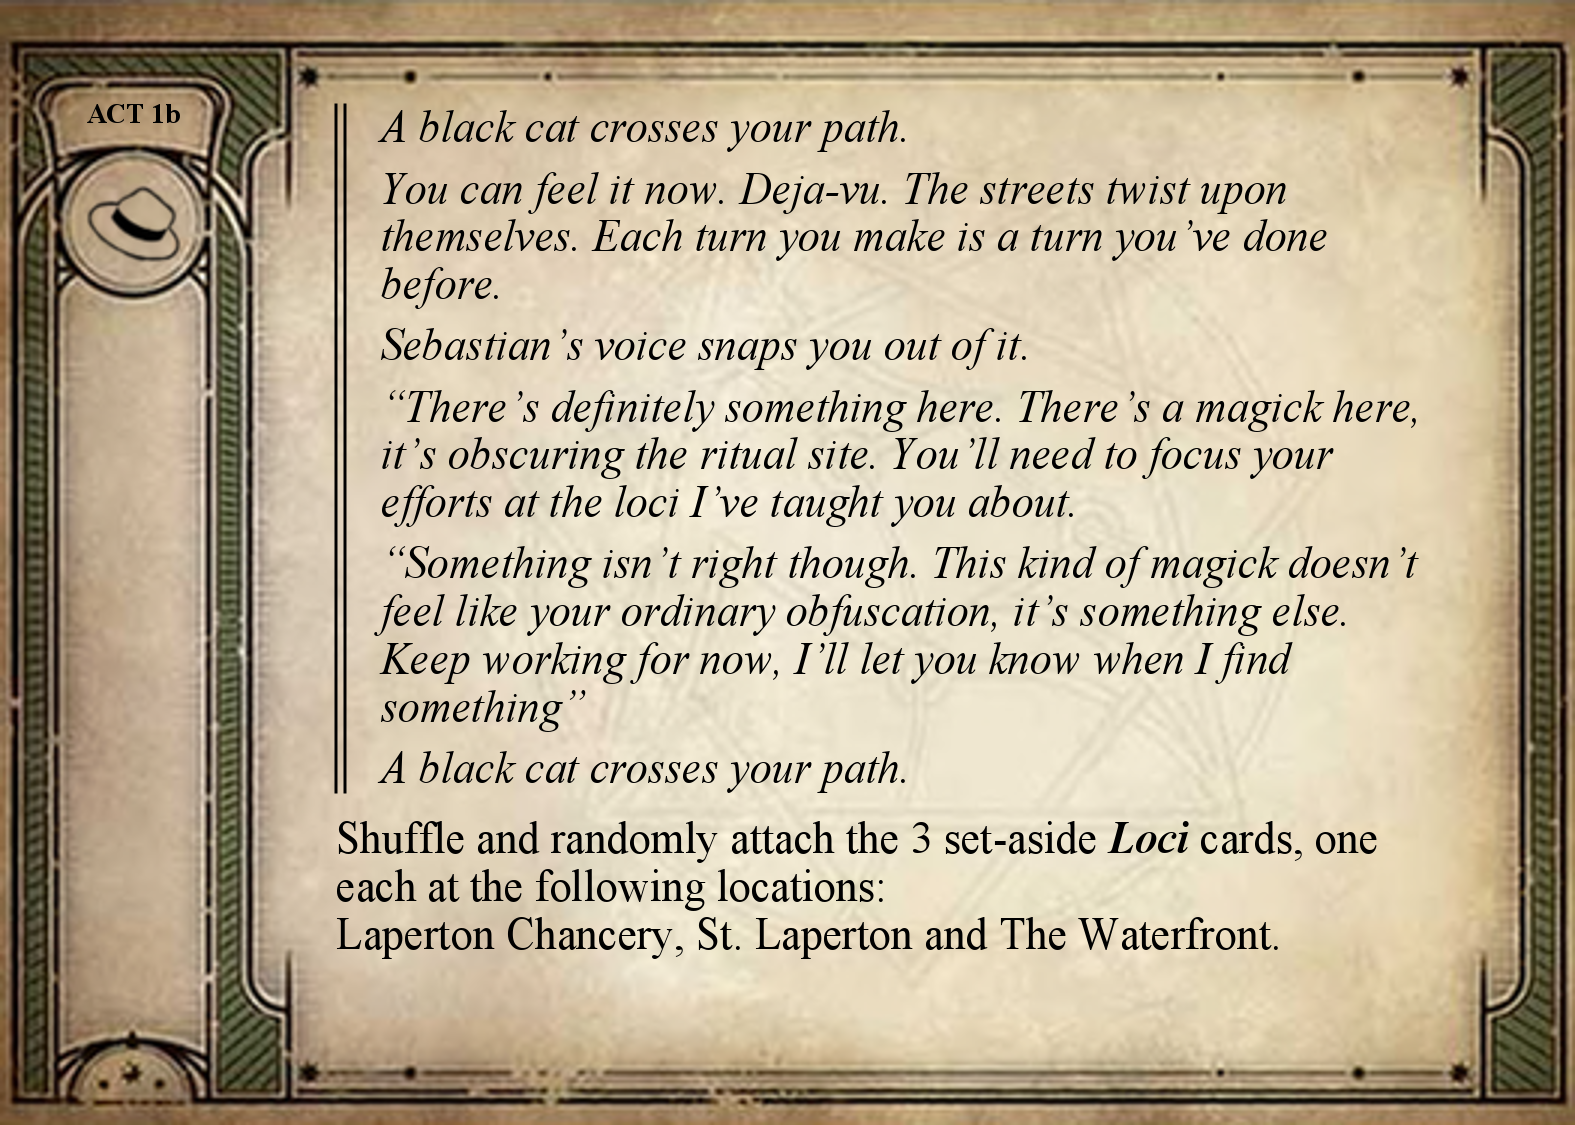 ACT 1b
A black cat crosses your path.
You can feel it now. Deja-vu. The streets twist upon
themselves. Each turn you make is a turn you’ve done
before.
Sebastian’s voice snaps you out of it.
“There’s definitely something here. There’s a magick here,
it’s obscuring the ritual site. You’ll need to focus your
efforts at the loci I’ve taught you about.
“Something isn’t right though. This kind of magick doesn’t
feel like your ordinary obfuscation, it’s something else.
Keep working for now, I’ll let you know when I find
something”
A black cat crosses your path.
Shuffle and randomly attach the 3 set-aside Loci cards, one
each at the following locations:
Laperton Chancery, St. Laperton and The Waterfront.